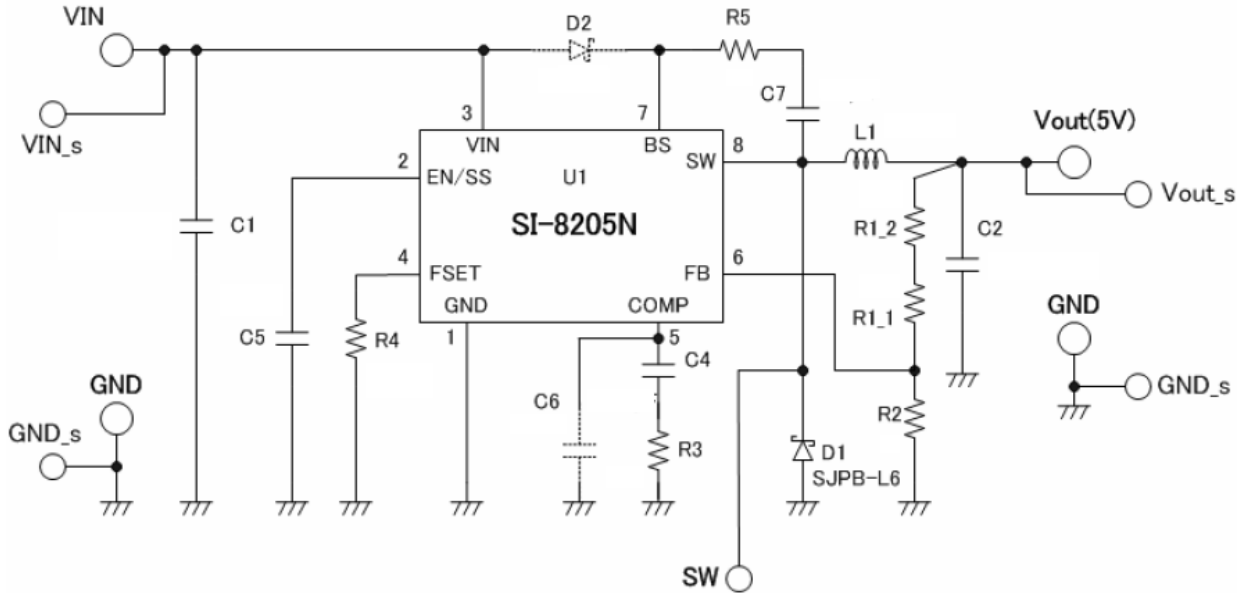 VIN
D2
R5
C7
3
7
L1
Vout(5V)
VIN_s
VIN
BS
SW
8
2
EN/SS
U1
Vout_s
C1
SI-8205N
R1_2
C2
4
FSET
FB
6
GND
COMP
R1_1
GND
C5
R4
1
5
C4
GND
C6
GND_s
R2
GND_s
R3
D1
SJPB-L6
SW